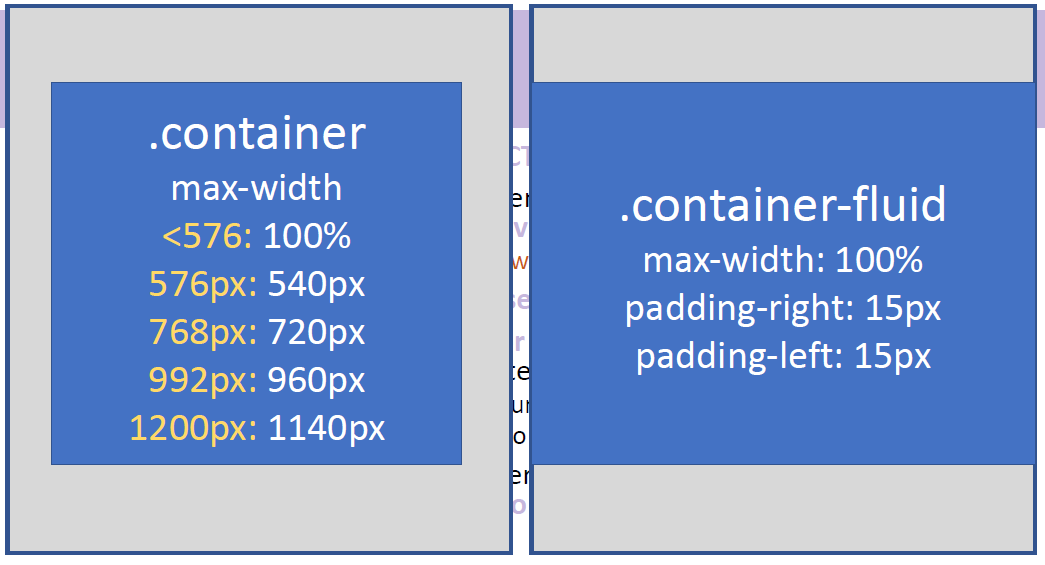 .container
max-width
<576: 100%
576px: 540px
768px: 720px
992px: 960px
1200px: 1140px
.container-fluid
max-width: 100%
padding-right: 15px
padding-left: 15px